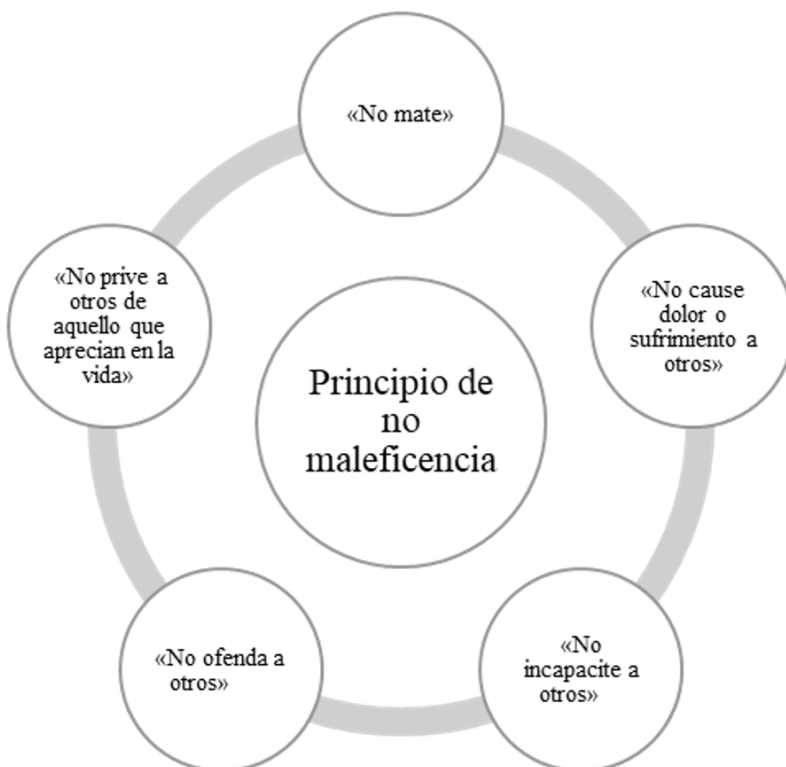 «No mate»
«No cause
dolor o
sufrimiento a
otros»
«No
incapacite a
otros»
«No ofenda a
otros»
«No prive a
otros de
aquello que
aprecian en la
vida»
Principio de
no
maleficencia